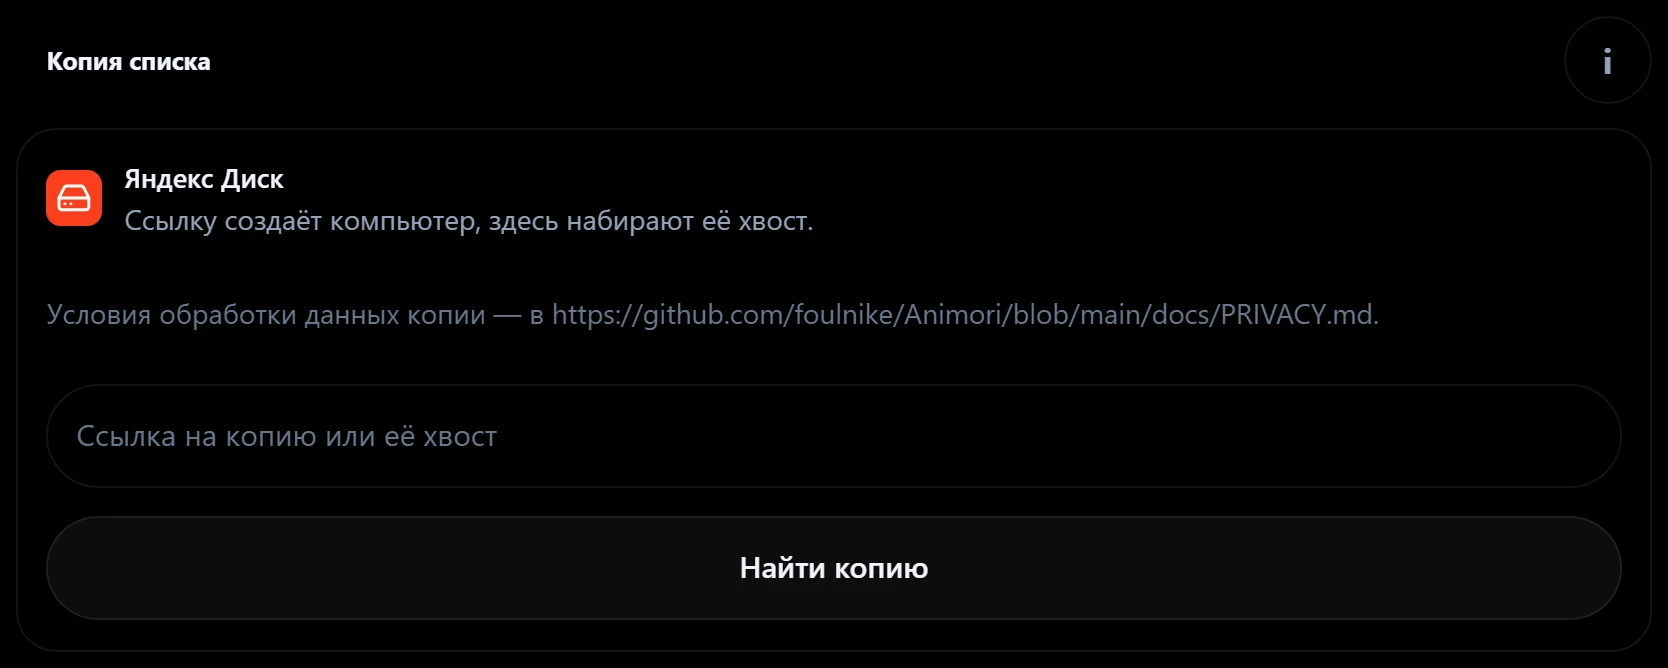 Копия списка
i
Яндекс Диск
Ссылку создаёт компьютер, здесь набирают её хвост.
Условия обработки данных копии — в https://github.com/foulnike/Animori/blob/main/docs/PRIVACY.md.
Ссылка на копию или её хвост
Найти копию